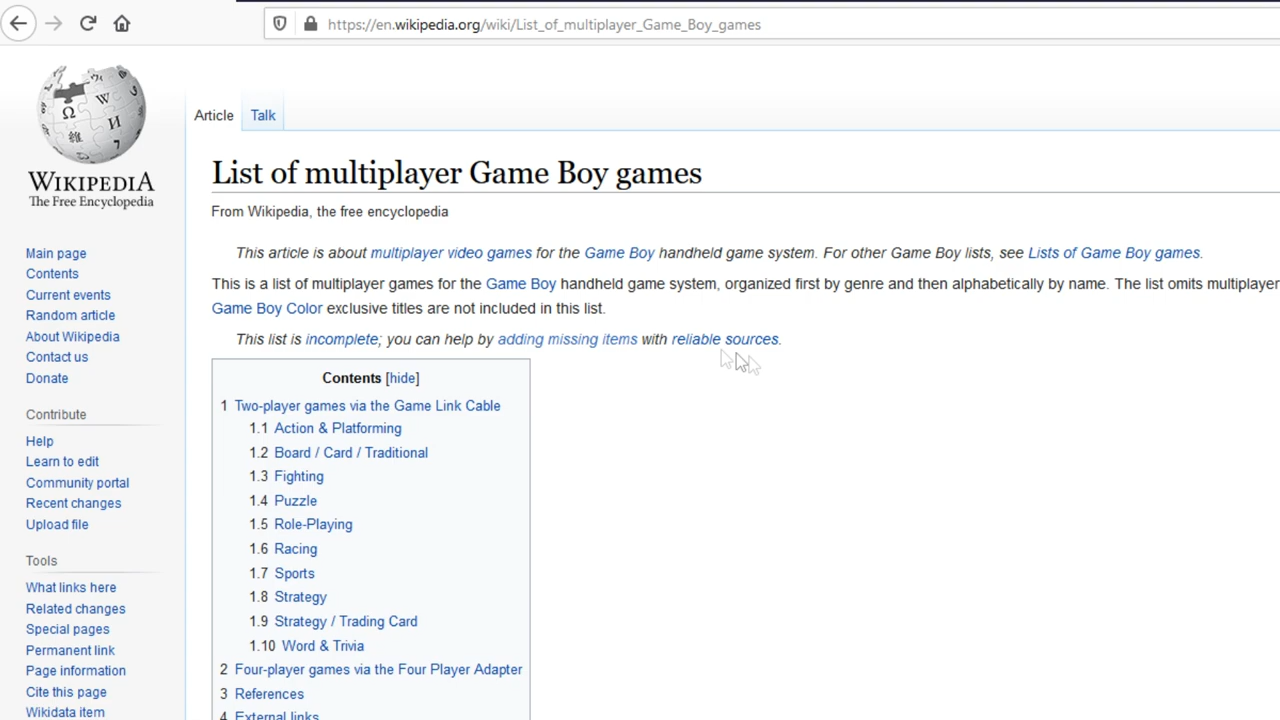 https://en.wikipedia.org/wiki/List_of_multiplayer_Game_Boy_games
WIKIPEDIA
The Free Encyclopedia
Main page
Contents
Current events
Random article
About Wikipedia
Contact us
Donate
Contribute
Help
Learn to edit
Community portal
Recent changes
Upload file
Tools
What links here
Related changes
Special pages
Permanent link
Page information
Cite this page
Wikidata item
Article Talk
List of multiplayer Game Boy games
From Wikipedia, the free encyclopedia
This article is about multiplayer video games for the Game Boy handheld game system. For other Game Boy lists, see Lists of Game Boy games.
This is a list of multiplayer games for the Game Boy handheld game system, organized first by genre and then alphabetically by name. The list omits multiplayer
Game Boy Color exclusive titles are not included in this list.
This list is incomplete; you can help by adding missing items with reliable sources.
Contents [hide]
1 Two-player games via the Game Link Cable
1.1 Action & Platforming
1.2 Board / Card / Traditional
1.3 Fighting
1.4 Puzzle
1.5 Role-Playing
1.6 Racing
1.7 Sports
1.8 Strategy
1.9 Strategy / Trading Card
1.10 Word & Trivia
2 Four-player games via the Four Player Adapter
3 References
4 External links